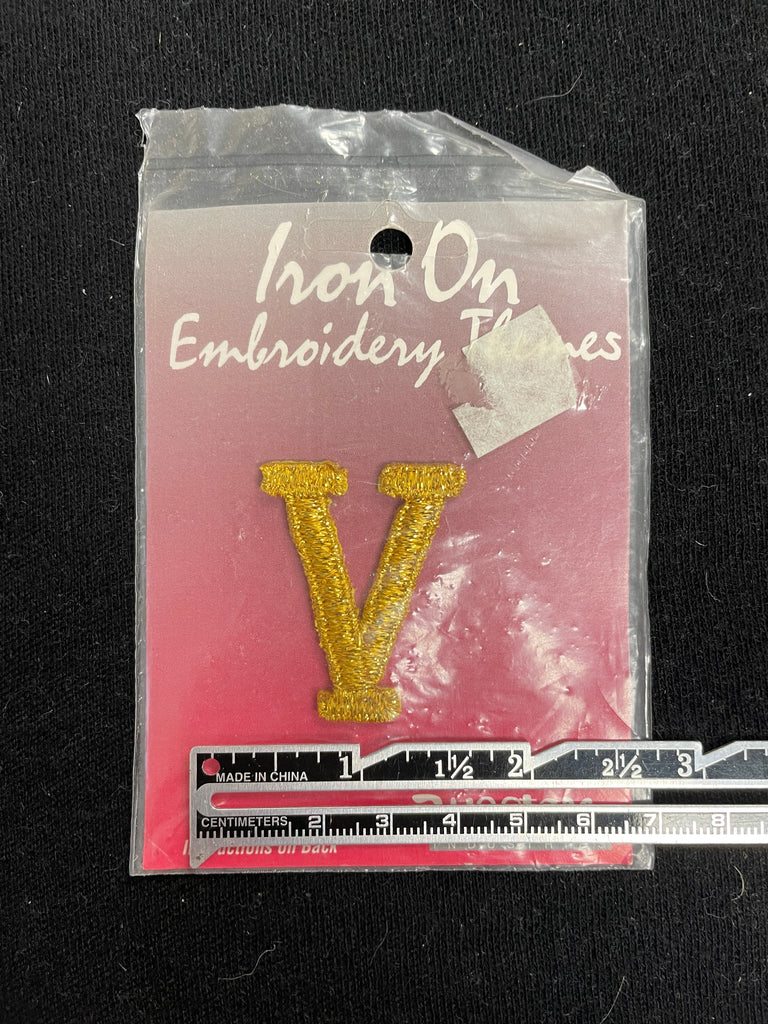 Iron On
Embroidery Themes
V
MADE IN CHINA
1 1½ 2 2½ 3
CENTIMETERS 2 3 4 5 6 7 8
on Back